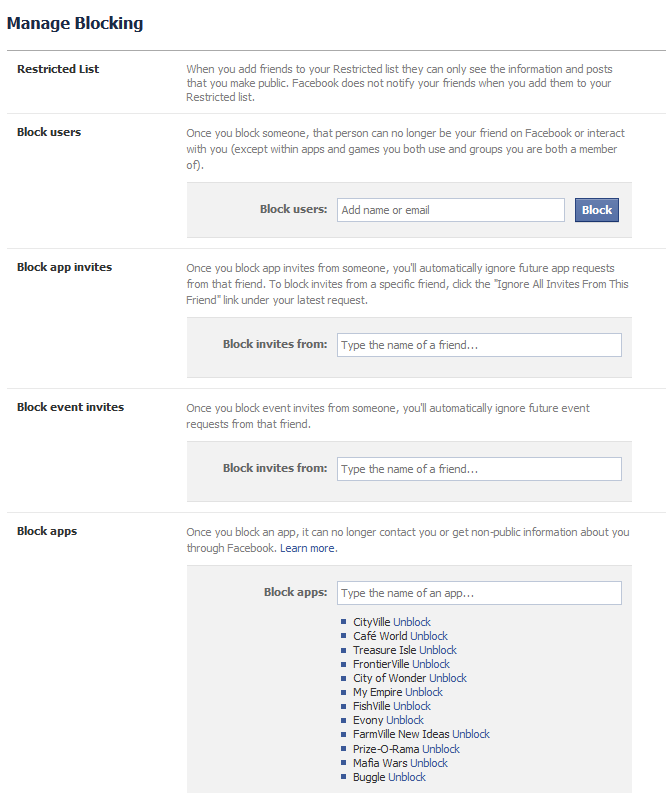 Manage Blocking
Restricted List
When you add friends to your Restricted list they can only see the information and posts
that you make public. Facebook does not notify your friends when you add them to your
Restricted list.
Block users
Once you block someone, that person can no longer be your friend on Facebook or interact
with you (except within apps and games you both use and groups you are both a member
of).
Block users: Add name or email Block
Block app invites
Once you block app invites from someone, you'll automatically ignore future app requests
from that friend. To block invites from a specific friend, click the "Ignore All Invites From This
Friend" link under your latest request.
Block invites from: Type the name of a friend...
Block event invites
Once you block event invites from someone, you'll automatically ignore future event
requests from that friend.
Block invites from: Type the name of a friend...
Block apps
Once you block an app, it can no longer contact you or get non-public information about you
through Facebook. Learn more.
Block apps: Type the name of an app...
CityVille Unblock
Café World Unblock
Treasure Isle Unblock
FrontierVille Unblock
City of Wonder Unblock
My Empire Unblock
FishVille Unblock
Evony Unblock
FarmVille New Ideas Unblock
Prize-O-Rama Unblock
Mafia Wars Unblock
Buggle Unblock